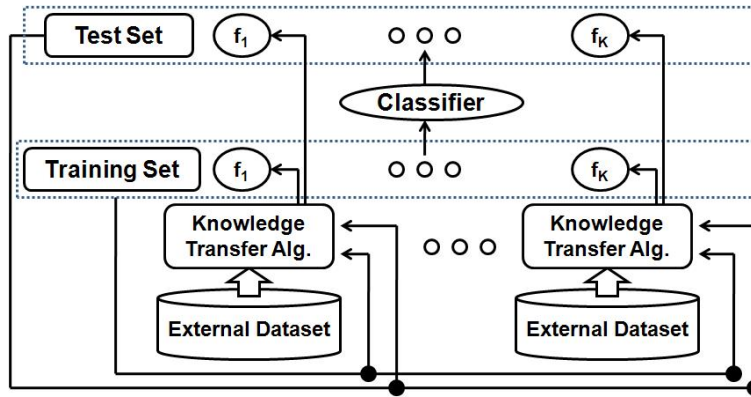 Test Set
f1
fK
Classifier
Training Set
f1
fK
Knowledge
Transfer Alg.
Knowledge
Transfer Alg.
External Dataset
External Dataset